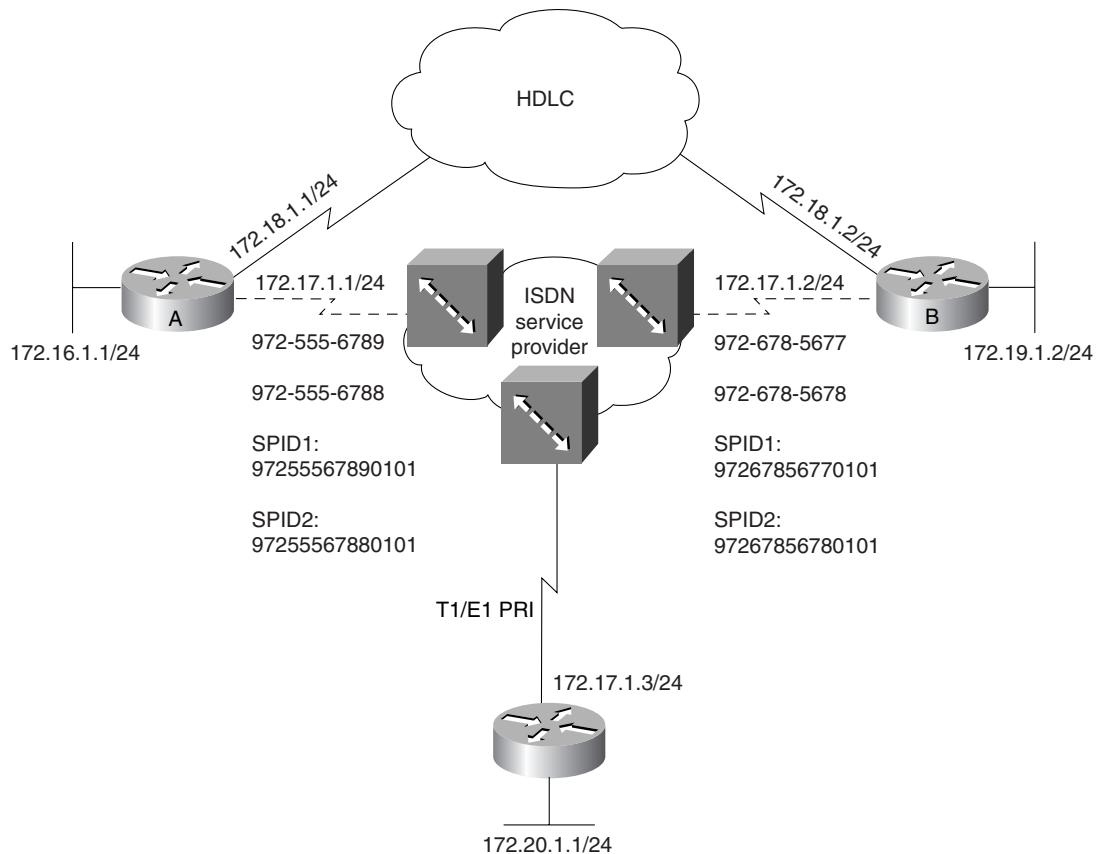 HDLC
172.18.1.1/24
172.18.1.2/24
172.17.1.1/24
ISDN
service
provider
172.17.1.2/24
A
B
172.16.1.1/24
972-555-6789
972-678-5677
172.19.1.2/24
972-555-6788
972-678-5678
SPID1:
97255567890101
SPID1:
97267856770101
SPID2:
97255567880101
SPID2:
97267856780101
T1/E1 PRI
172.17.1.3/24
172.20.1.1/24